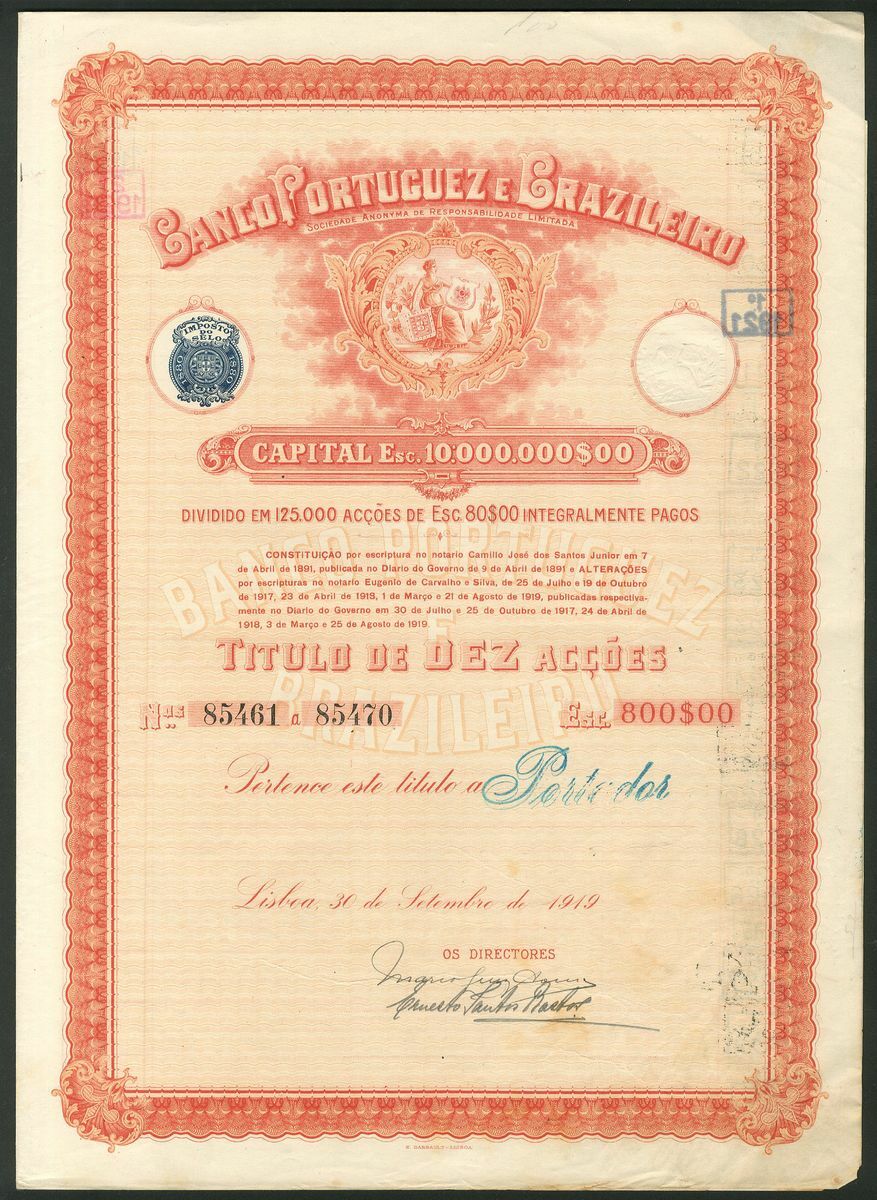 BANCO PORTUGUEZ E BRAZILEIRO
SOCIEDADE ANONYMA DE RESPONSABILIDADE LIMITADA
IMPOSTO
DO
SÊLO
CAPITAL Esc. 10:000.000$00
DIVIDIDO EM 125.000 ACÇÕES DE Esc. 80$00 INTEGRALMENTE PAGOS
CONSTITUIÇÃO por escriptura no notario Camillo José dos Santos Junior em 7
de Abril de 1891, publicada no Diario do Governo de 9 de Abril de 1891 e ALTERAÇÕES
por escripturas no notario Eugenio de Carvalho e Silva, de 25 de Julho e 19 de Outubro
de 1917, 23 de Abril de 1918, 1 de Março e 21 de Agosto de 1919, publicadas respectiva-
mente no Diario do Governo em 30 de Julho e 25 de Outubro de 1917, 24 de Abril de
1918, 3 de Março e 25 de Agosto de 1919.
BANCO PORTUGUEZ
E
BRAZILEIRO
TITULO DE DEZ ACÇÕES
Nos 85461 a 85470 Esc. 800$00
Pertence este titulo a Portador
Lisboa, 30 de Setembro de 1919
OS DIRECTORES
Ernesto Santos Bastos
1º
1921